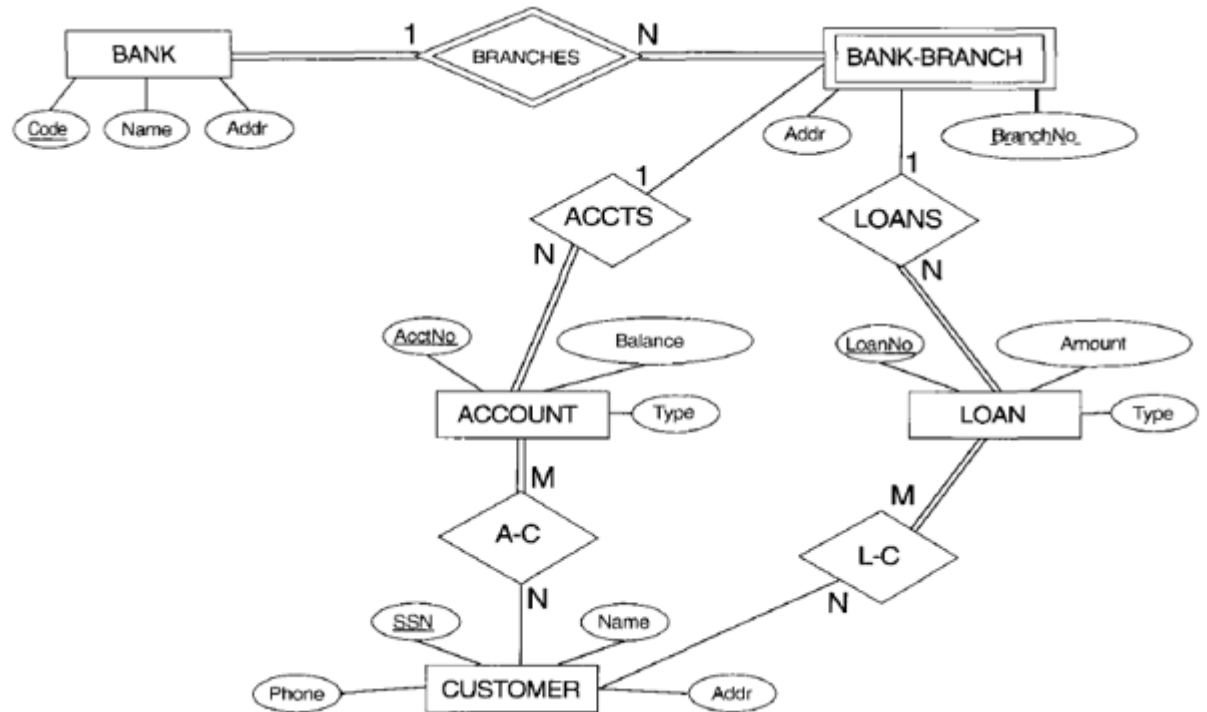 BANK
1
BRANCHES
N
BANK-BRANCH
Code
Name
Addr
Addr
BranchNo
1
ACCTS
N
1
LOANS
N
AcctNo
Balance
ACCOUNT
Type
LoanNo
Amount
LOAN
Type
M
A-C
N
M
L-C
N
SSN
Name
Phone
CUSTOMER
Addr